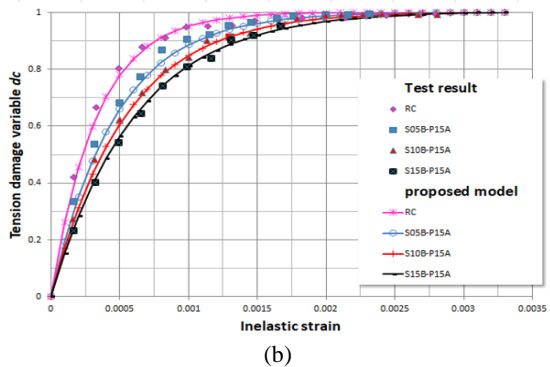 Tension damage variable dc
1
0.8
0.6
0.4
0.2
0
0
0.0005
0.001
0.0015
0.002
0.0025
0.003
0.0035
Inelastic strain
Test result
RC
S05B-P15A
S10B-P15A
S15B-P15A
proposed model
RC
S05B-P15A
S10B-P15A
S15B-P15A
(b)